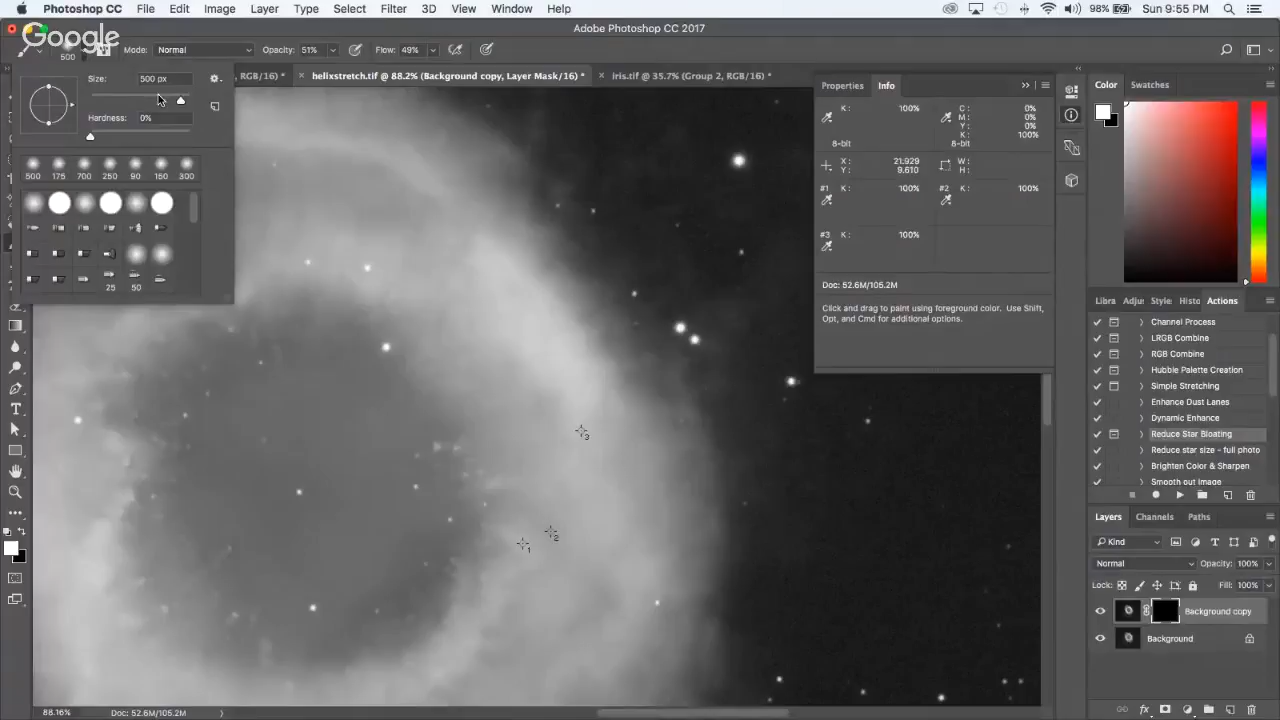 Photoshop CC File Edit Image Layer Type Select Filter 3D View Window Help 98% Sun 9:55 PM
Adobe Photoshop CC 2017
Google
500 Mode: Normal Opacity: 51% Flow: 49%
RGB/16) * × helixstretch.tif @ 88.2% (Background copy, Layer Mask/16) * × iris.tif @ 35.7% (Group 2, RGB/16) *
Size: 500 px
Hardness: 0%
500 175 700 250 90 150 300
25 50
Properties Info
K: 100% C: 0%
M: 0%
Y: 0%
K: 100%
8-bit 8-bit
X: 21.929 W:
Y: 9.610 H:
#1 K: 100% #2 K: 100%
#3 K: 100%
Doc: 52.6M/105.2M
Click and drag to paint using foreground color. Use Shift,
Opt, and Cmd for additional options.
3
2
1
Color Swatches
Libra Adjus Style Histo Actions
Channel Process
LRGB Combine
RGB Combine
Hubble Palette Creation
Simple Stretching
Enhance Dust Lanes
Dynamic Enhance
Reduce Star Bloating
Reduce star size - full photo
Brighten Color & Sharpen
Smooth out Image
Layers Channels Paths
Kind
Normal Opacity: 100%
Lock: Fill: 100%
Background copy
Background
88.16% Doc: 52.6M/105.2M